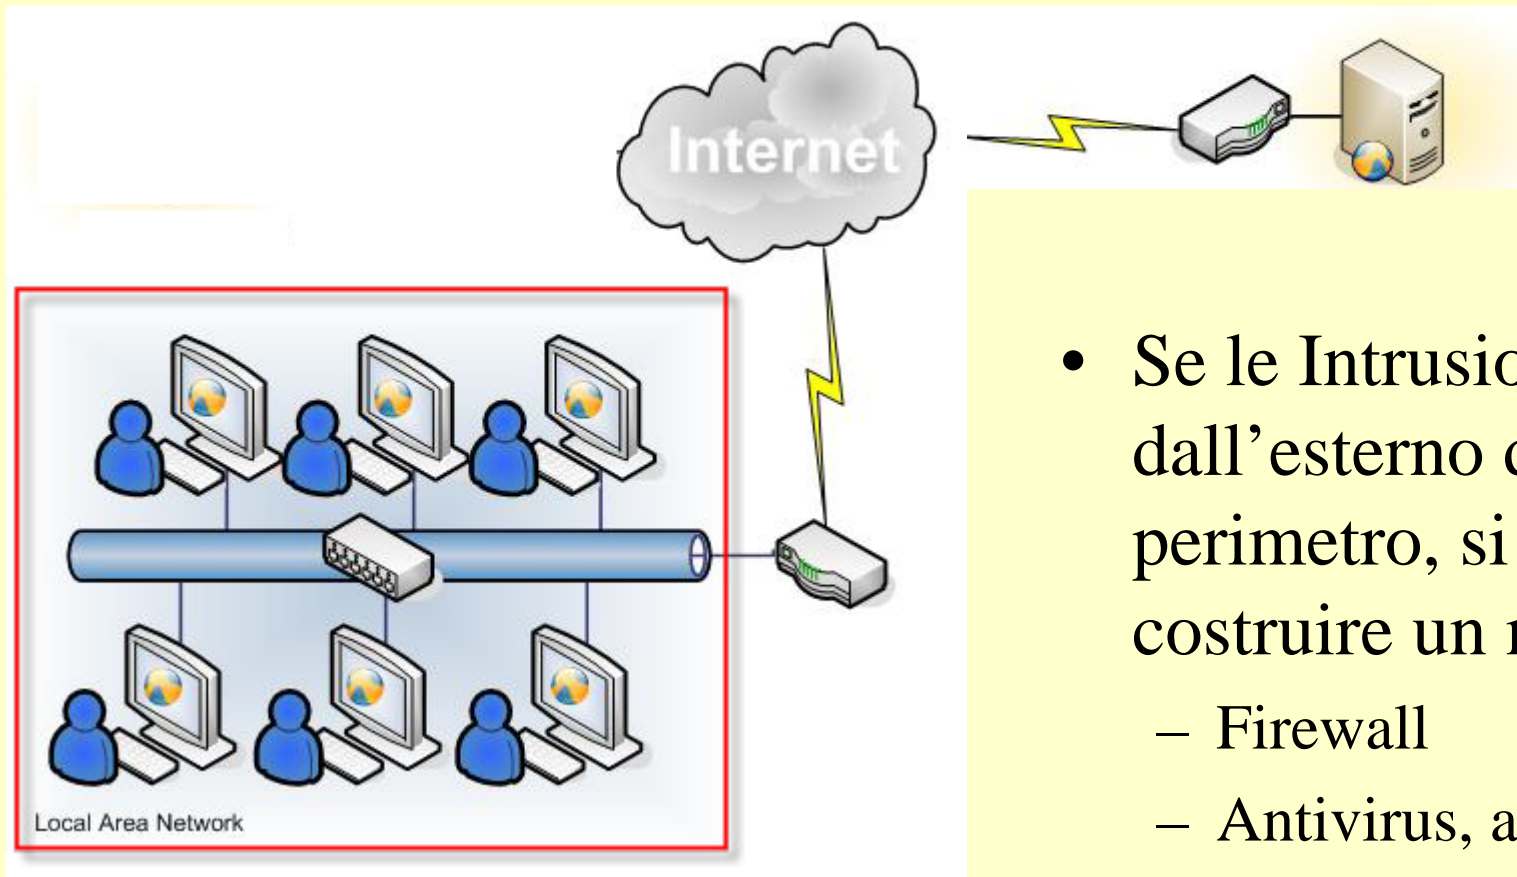 Internet
Se le Intrusio
dall’esterno d
perimetro, si
costruire un
– Firewall
– Antivirus, a
Local Area Network